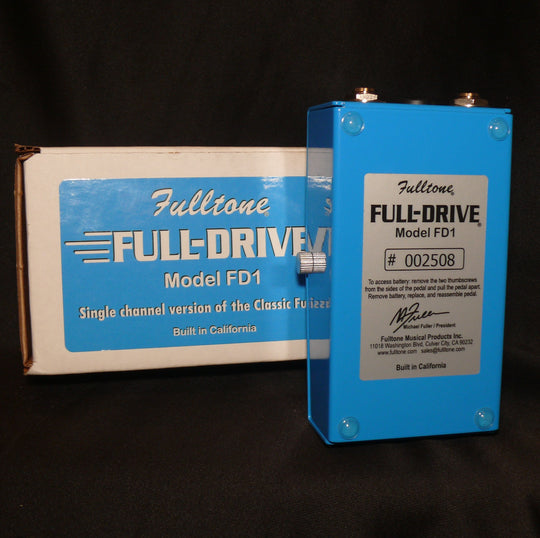 Fulltone®
FULL-DRIVE
Model FD1
Single channel version of the Classic
Built in California
Fulltone®
FULL-DRIVE®
Model FD1
# 002508
To access battery: remove the two thumbscrews
from the sides of the pedal and pull the pedal apart.
Remove battery, replace, and reassemble pedal.
Michael Fuller / President
Fulltone Musical Products Inc.
11018 Washington Blvd, Culver City, CA 90232
www.fulltone.com sales@fulltone.com
Built in California